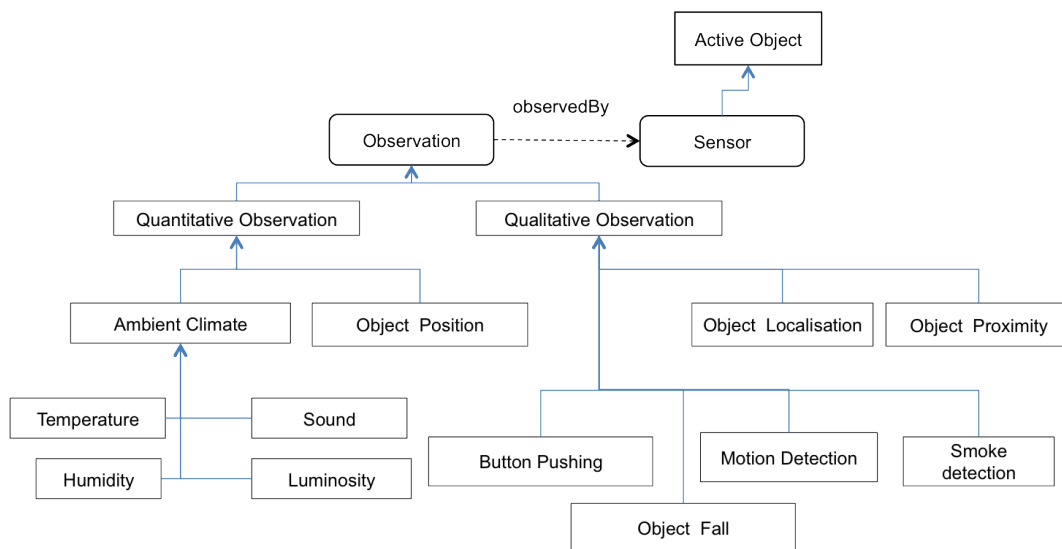 Active Object
observedBy
Observation
Sensor
Quantitative Observation
Qualitative Observation
Ambient Climate
Object Position
Object Localisation
Object Proximity
Temperature
Sound
Button Pushing
Motion Detection
Smoke
detection
Humidity
Luminosity
Object Fall